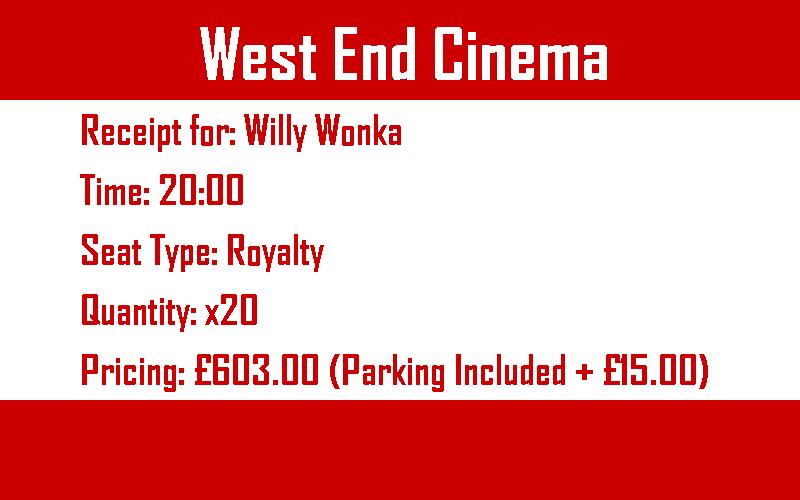 West End Cinema
Receipt for: Willy Wonka
Time: 20:00
Seat Type: Royalty
Quantity: x20
Pricing: £603.00 (Parking Included + £15.00)